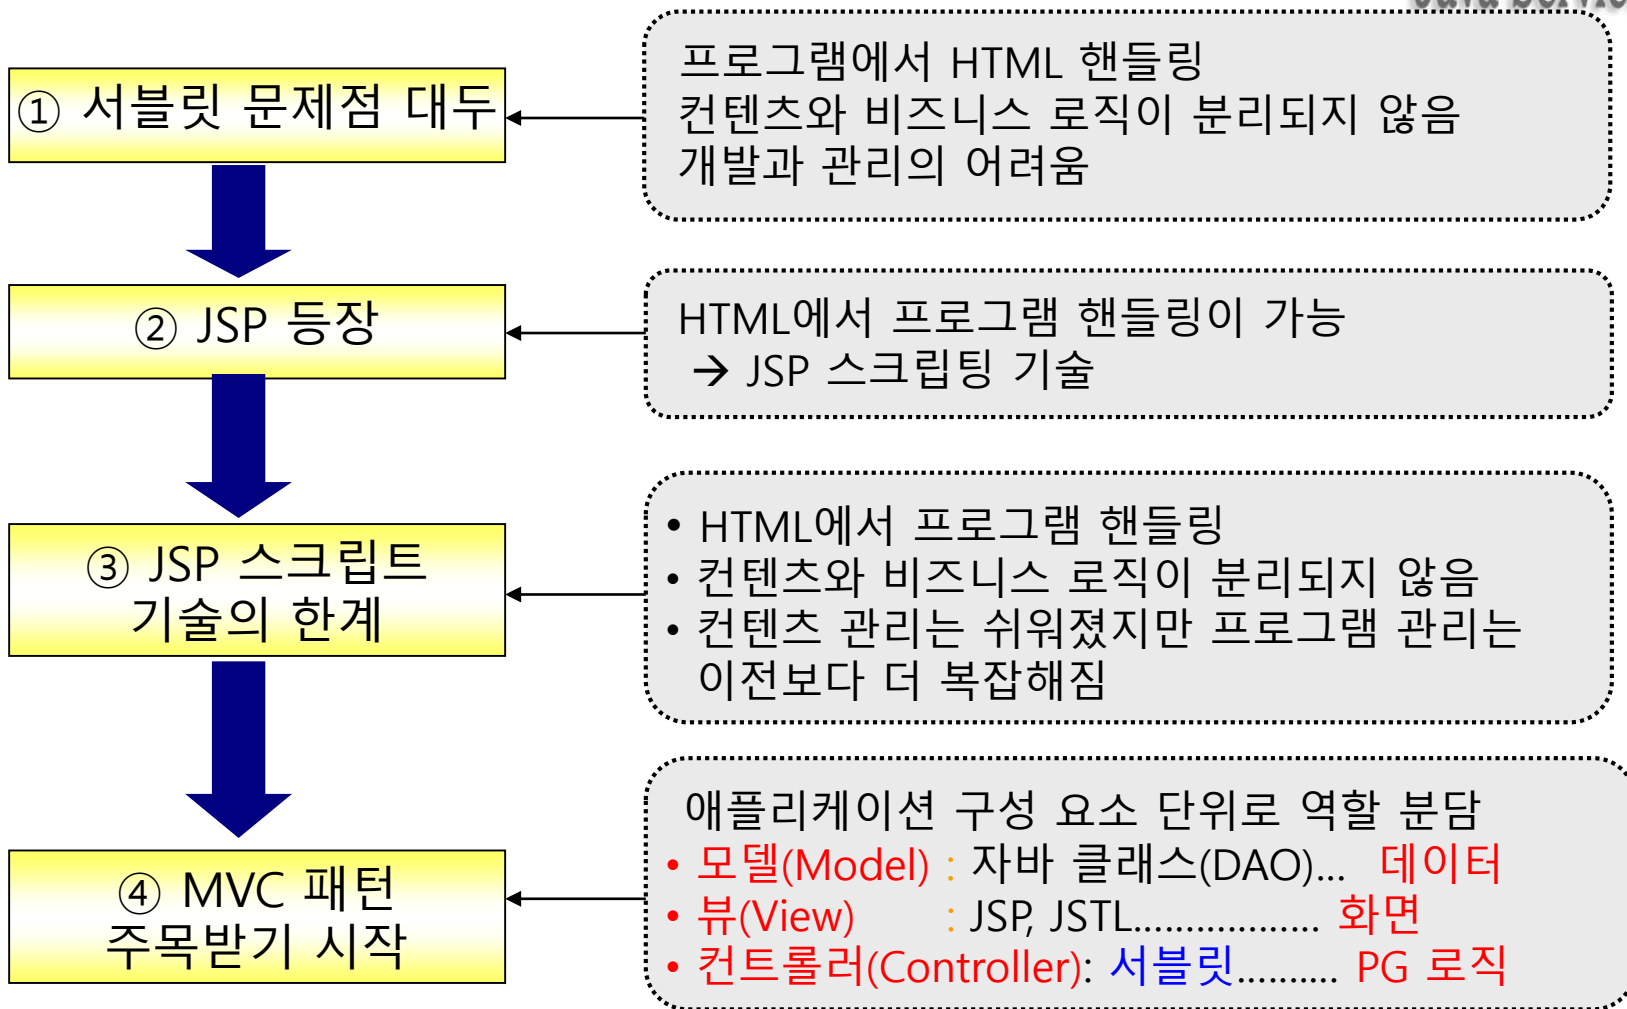 ① 서블릿 문제점 대두
프로그램에서 HTML 핸들링
컨텐츠와 비즈니스 로직이 분리되지 않음
개발과 관리의 어려움
② JSP 등장
HTML에서 프로그램 핸들링이 가능
→ JSP 스크립팅 기술
③ JSP 스크립트
기술의 한계
• HTML에서 프로그램 핸들링
• 컨텐츠와 비즈니스 로직이 분리되지 않음
• 컨텐츠 관리는 쉬워졌지만 프로그램 관리는
이전보다 더 복잡해짐
④ MVC 패턴
주목받기 시작
애플리케이션 구성 요소 단위로 역할 분담
• 모델(Model) : 자바 클래스(DAO)... 데이터
• 뷰(View) : JSP, JSTL................. 화면
• 컨트롤러(Controller): 서블릿.......... PG 로직